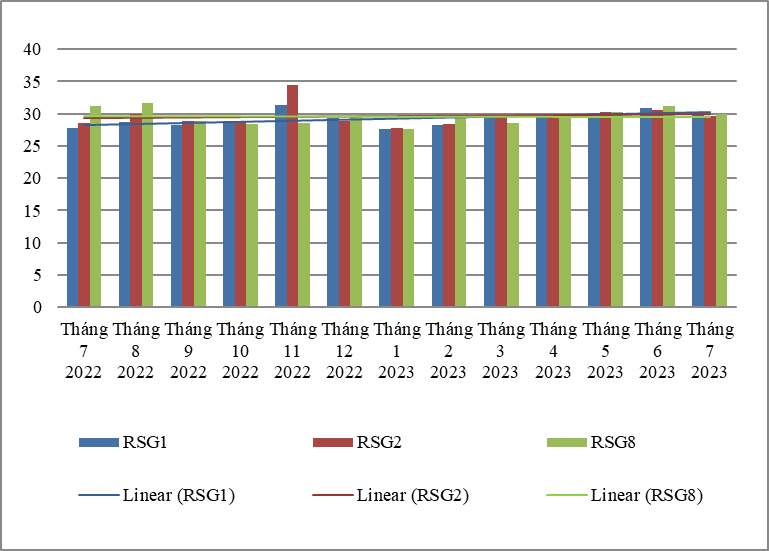 40
35
30
25
20
15
10
5
0
Tháng Tháng Tháng Tháng Tháng Tháng Tháng Tháng Tháng Tháng Tháng Tháng Tháng
7 8 9 10 11 12 1 2 3 4 5 6 7
2022 2022 2022 2022 2022 2022 2023 2023 2023 2023 2023 2023 2023
RSG1 RSG2 RSG8
Linear (RSG1) Linear (RSG2) Linear (RSG8)